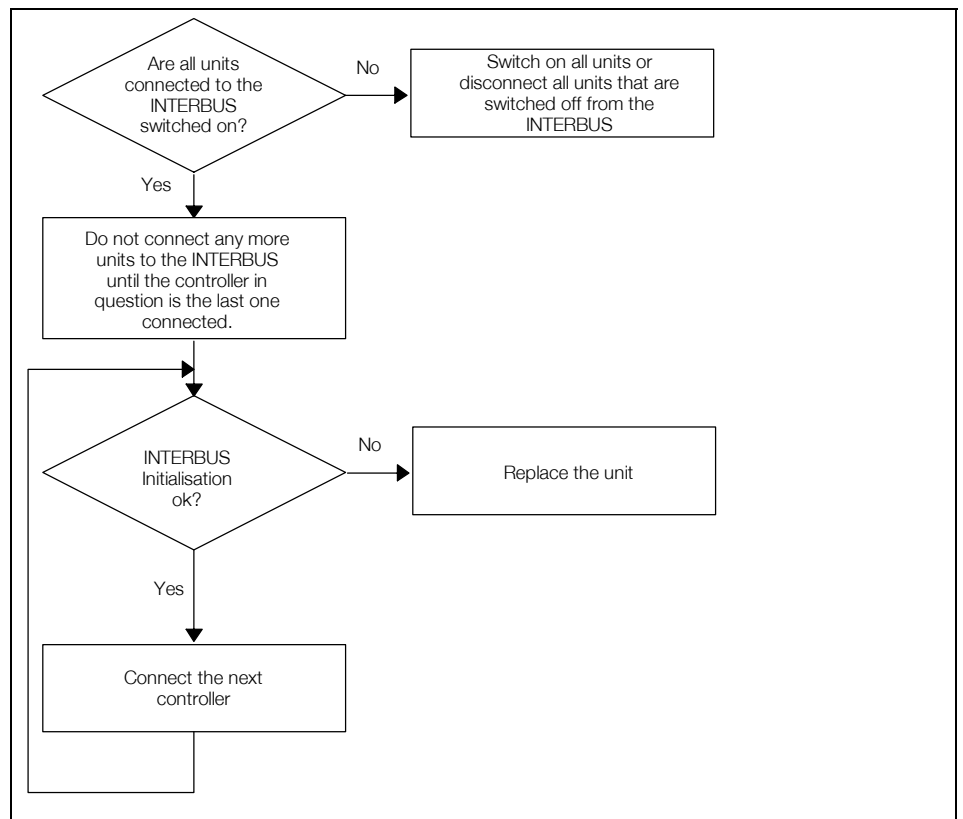 Are all units
connected to the
INTERBUS
switched on?
No
Switch on all units or
disconnect all units that are
switched off from the
INTERBUS
Yes
Do not connect any more
units to the INTERBUS
until the controller in
question is the last one
connected.
INTERBUS
Initialisation
ok?
No
Replace the unit
Yes
Connect the next
controller